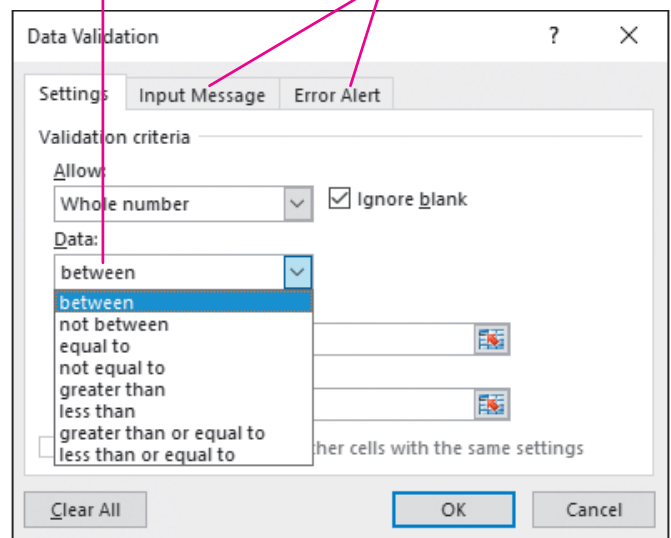 Data Validation ? ×
Settings Input Message Error Alert
Validation criteria
Allow:
Whole number Ignore blank
Data:
between
between
not between
equal to
not equal to
greater than
less than
greater than or equal to
less than or equal to
cells with the same settings
Clear All OK Cancel